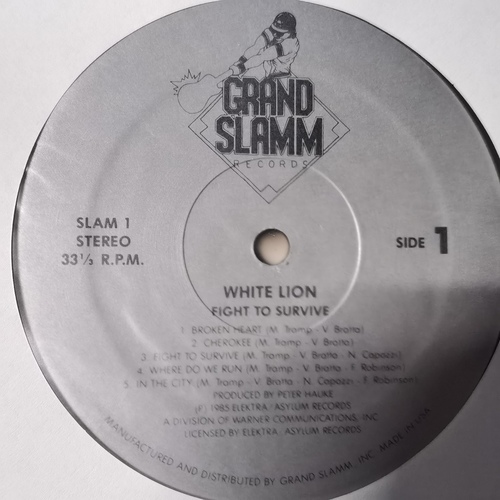 GRAND
SLAMM
RECORDS
SLAM 1
STEREO
33⅓ R.P.M.
SIDE 1
WHITE LION
FIGHT TO SURVIVE
1. BROKEN HEART (M. Tramp - V. Bratta)
2. CHEROKEE (M. Tramp - V. Bratta)
3. FIGHT TO SURVIVE (M. Tramp - V. Bratta - N. Capozzi)
4. WHERE DO WE RUN (M. Tramp - V. Bratta - F. Robinson)
5. IN THE CITY (M. Tramp - V. Bratta - N. Capozzi - F. Robinson)
PRODUCED BY PETER HAUKE
(P) 1985 ELEKTRA/ASYLUM RECORDS
A DIVISION OF WARNER COMMUNICATIONS, INC
LICENSED BY ELEKTRA/ASYLUM RECORDS
MANUFACTURED AND DISTRIBUTED BY GRAND SLAMM, INC. MADE IN USA